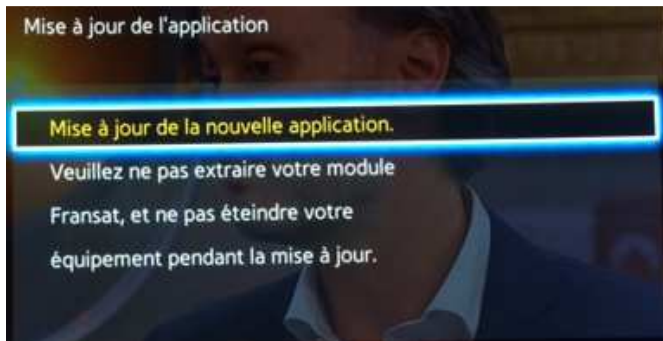 Mise à jour de l'application
Mise à jour de la nouvelle application.
Veuillez ne pas extraire votre module
Fransat, et ne pas éteindre votre
équipement pendant la mise à jour.